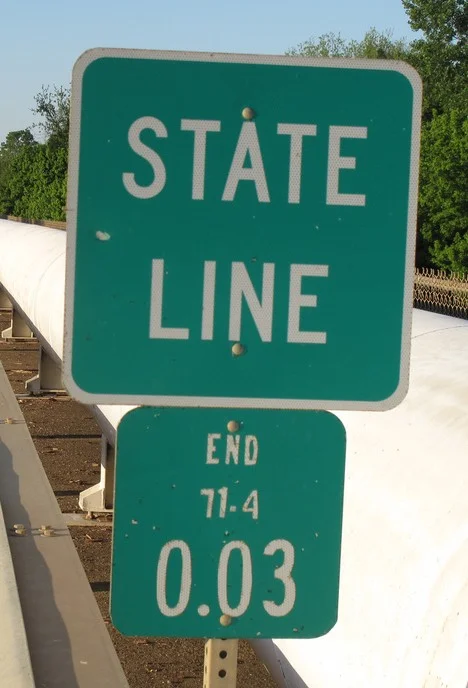 STATE
LINE
END
71-4
0.03